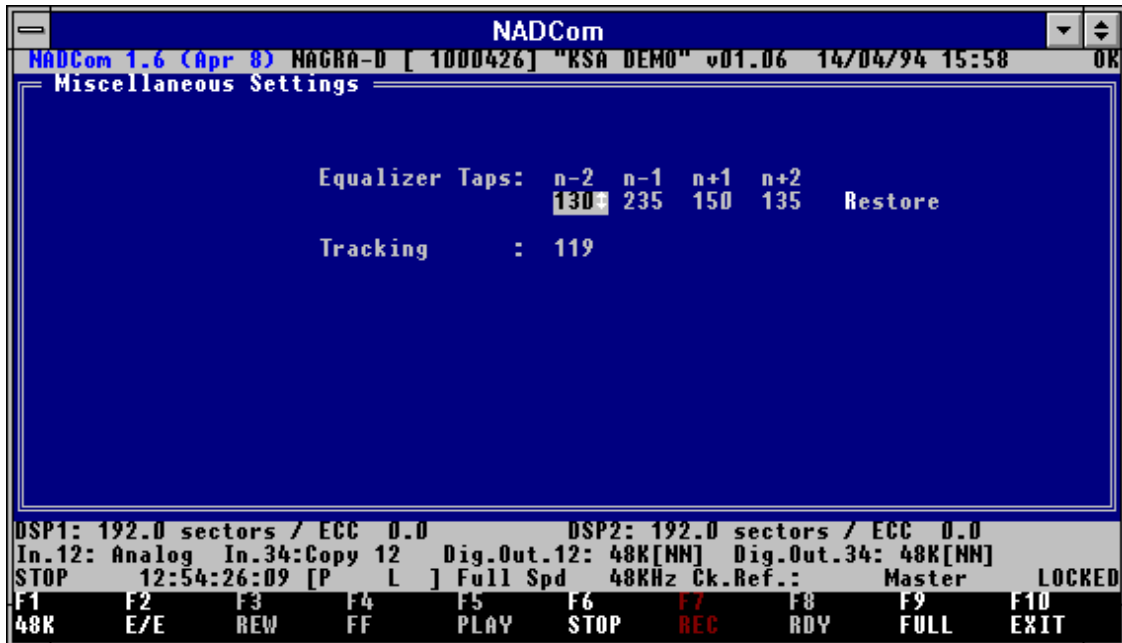 NADCom
NADCom 1.6 (Apr 8) NAGRA-D [ 1000426] "KSA DEMO" v01.06 14/04/94 15:58 OK
Miscellaneous Settings
Equalizer Taps: n-2 n-1 n+1 n+2
130 235 150 135 Restore
Tracking : 119
DSP1: 192.0 sectors / ECC 0.0 DSP2: 192.0 sectors / ECC 0.0
In.12: Analog In.34:Copy 12 Dig.Out.12: 48K[NN] Dig.Out.34: 48K[NN]
STOP 12:54:26:09 [P L ] Full Spd 48KHz Ck.Ref.: Master LOCKED
F1 F2 F3 F4 F5 F6 F7 F8 F9 F10
48K E/E REW FF PLAY STOP REC RDY FULL EXIT